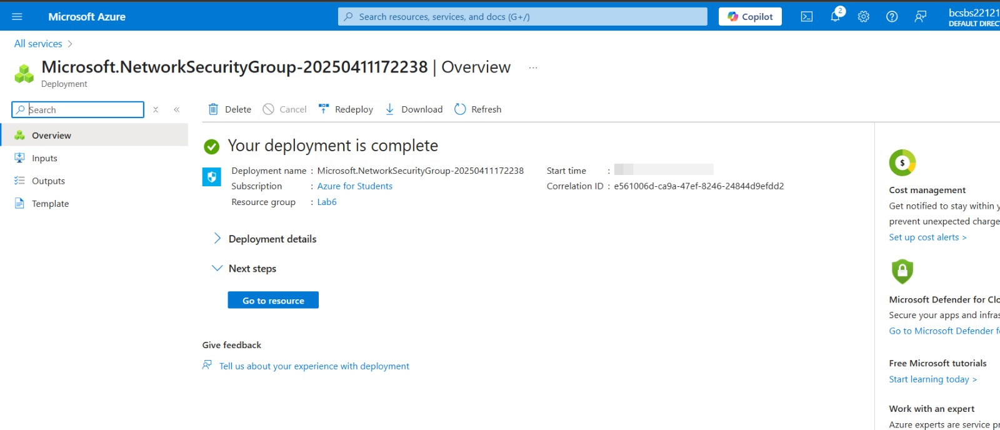 Microsoft Azure
Search resources, services, and docs (G+/)
Copilot
2
bcsbs22121
DEFAULT DIREC
All services
Microsoft.NetworkSecurityGroup-20250411172238 | Overview ...
Deployment
Search
Delete
Cancel
Redeploy
Download
Refresh
Overview
Inputs
Outputs
Template
Your deployment is complete
Deployment name : Microsoft.NetworkSecurityGroup-20250411172238
Subscription : Azure for Students
Resource group : Lab6
Start time :
Correlation ID : e561006d-ca9a-47ef-8246-24844d9efdd2
Deployment details
Next steps
Go to resource
Give feedback
Tell us about your experience with deployment
$
Cost management
Get notified to stay within y
prevent unexpected charge
Set up cost alerts >
Microsoft Defender for Clo
Secure your apps and infras
Go to Microsoft Defender f
Free Microsoft tutorials
Start learning today >
Work with an expert
Azure experts are service pr